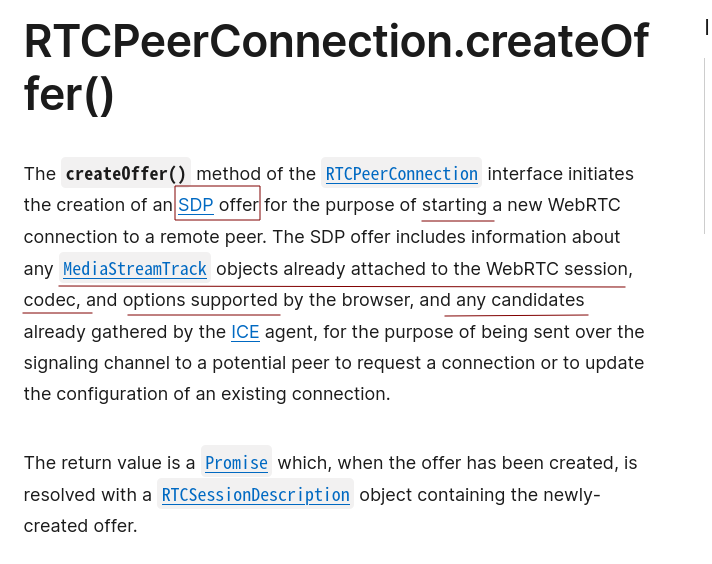 RTCPeerConnection.createOf
fer()
The createOffer() method of the RTCPeerConnection interface initiates
the creation of an SDP offer for the purpose of starting a new WebRTC
connection to a remote peer. The SDP offer includes information about
any MediaStreamTrack objects already attached to the WebRTC session,
codec, and options supported by the browser, and any candidates
already gathered by the ICE agent, for the purpose of being sent over the
signaling channel to a potential peer to request a connection or to update
the configuration of an existing connection.
The return value is a Promise which, when the offer has been created, is
resolved with a RTCSessionDescription object containing the newly-
created offer.